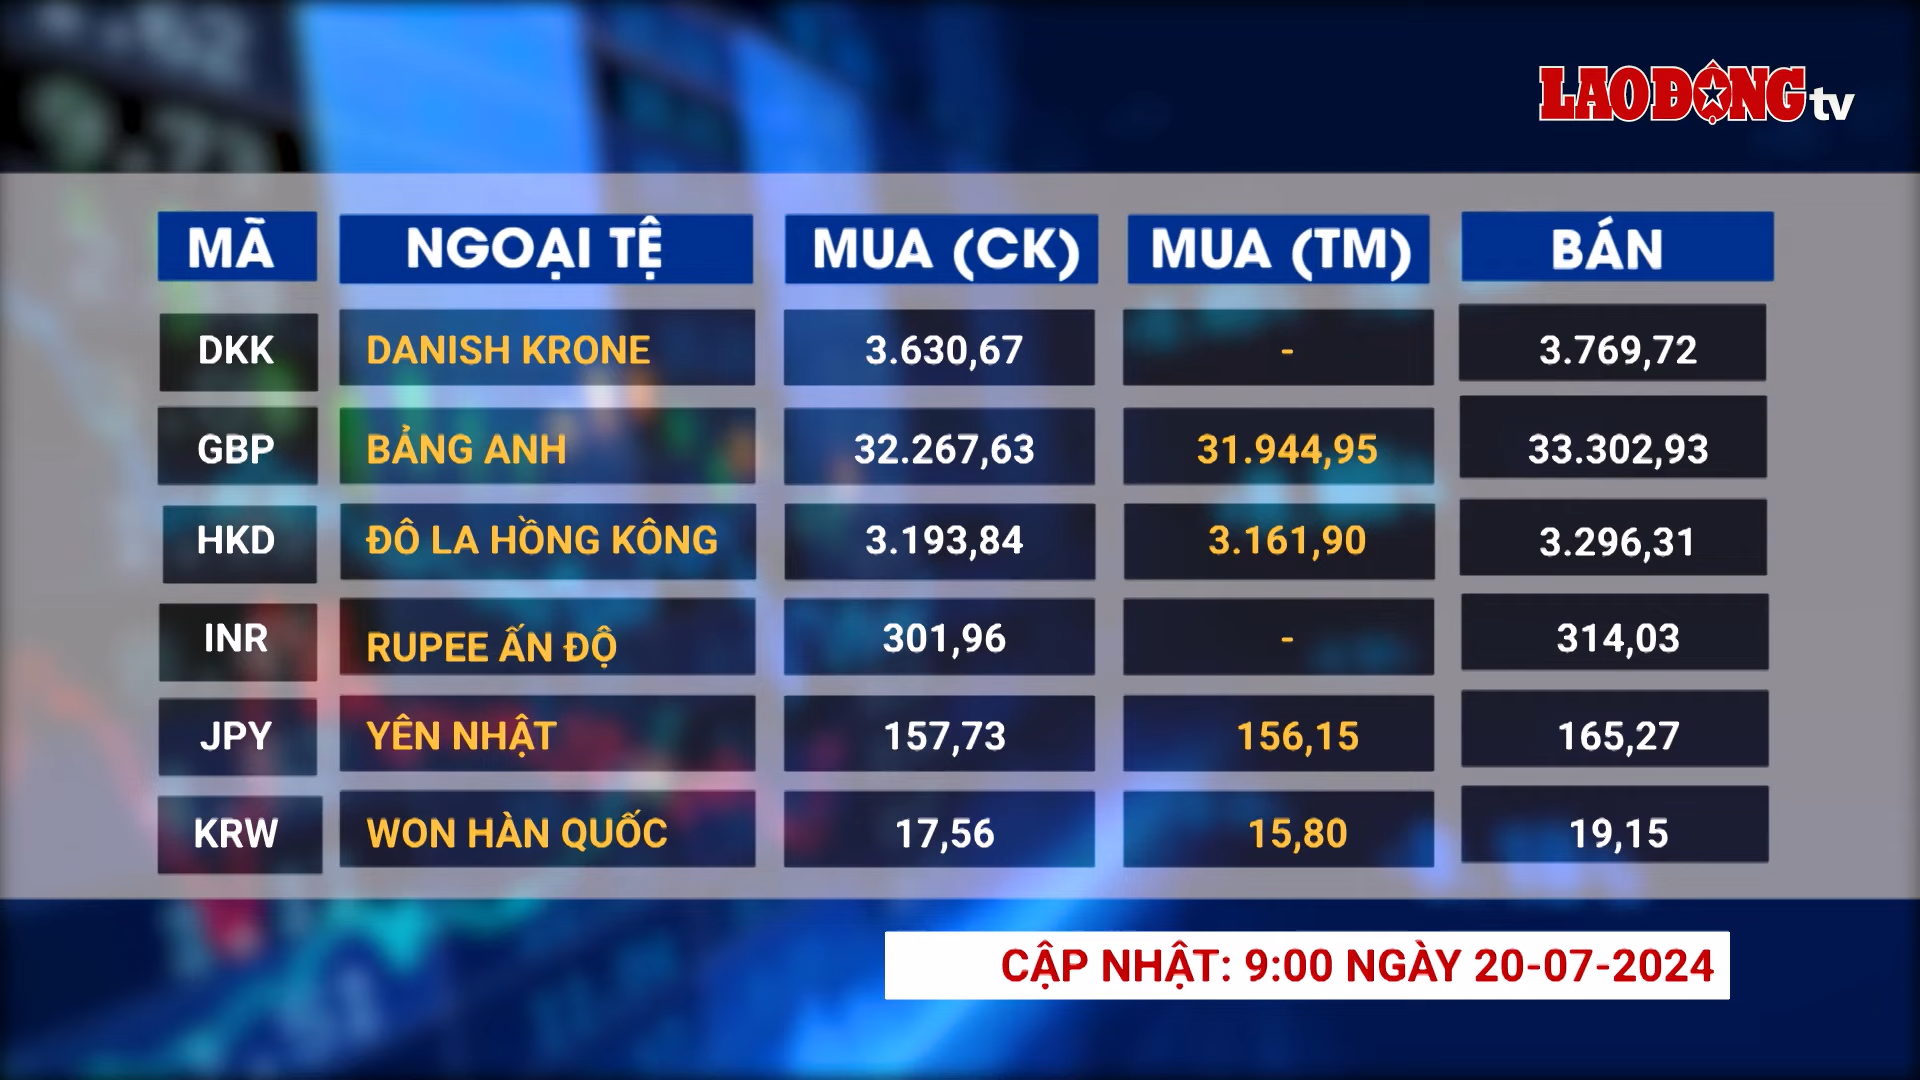 LAO ĐỘNG tv
MÃ NGOẠI TỆ MUA (CK) MUA (TM) BÁN
DKK DANISH KRONE 3.630,67 - 3.769,72
GBP BẢNG ANH 32.267,63 31.944,95 33.302,93
HKD ĐÔ LA HỒNG KÔNG 3.193,84 3.161,90 3.296,31
INR RUPEE ẤN ĐỘ 301,96 - 314,03
JPY YÊN NHẬT 157,73 156,15 165,27
KRW WON HÀN QUỐC 17,56 15,80 19,15
CẬP NHẬT: 9:00 NGÀY 20-07-2024